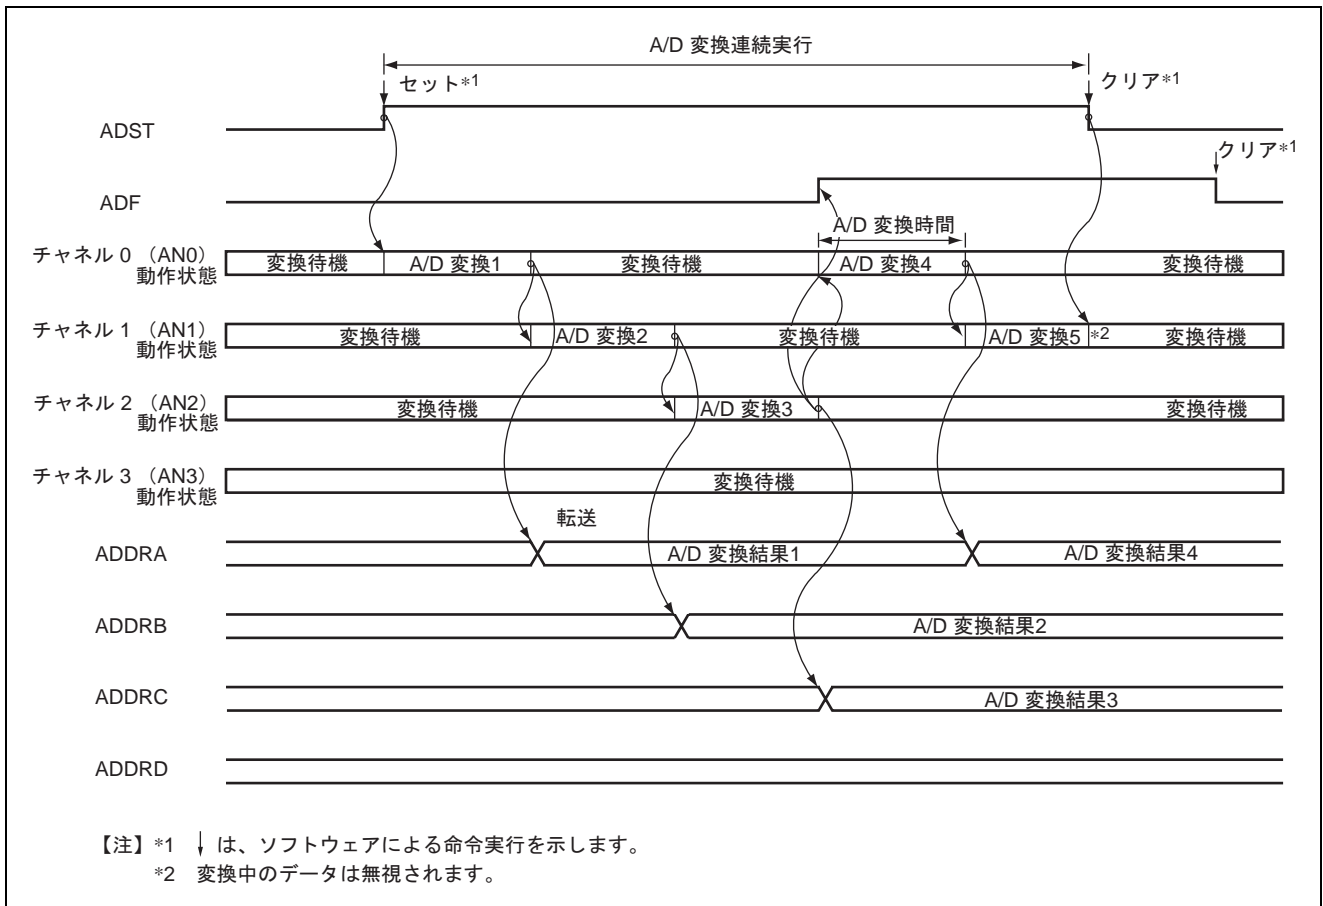 A/D 変換連続実行
セット*1
クリア*1
ADST
クリア*1
ADF
A/D 変換時間
チャネル 0 （AN0）
動作状態
変換待機
A/D 変換1
変換待機
A/D 変換4
変換待機
チャネル 1 （AN1）
動作状態
変換待機
A/D 変換2
変換待機
A/D 変換5
*2
変換待機
チャネル 2 （AN2）
動作状態
変換待機
A/D 変換3
変換待機
チャネル 3 （AN3）
動作状態
変換待機
転送
ADDRA
A/D 変換結果1
A/D 変換結果4
ADDRB
A/D 変換結果2
ADDRC
A/D 変換結果3
ADDRD
【注】*1 ↓ は、ソフトウェアによる命令実行を示します。
*2 変換中のデータは無視されます。